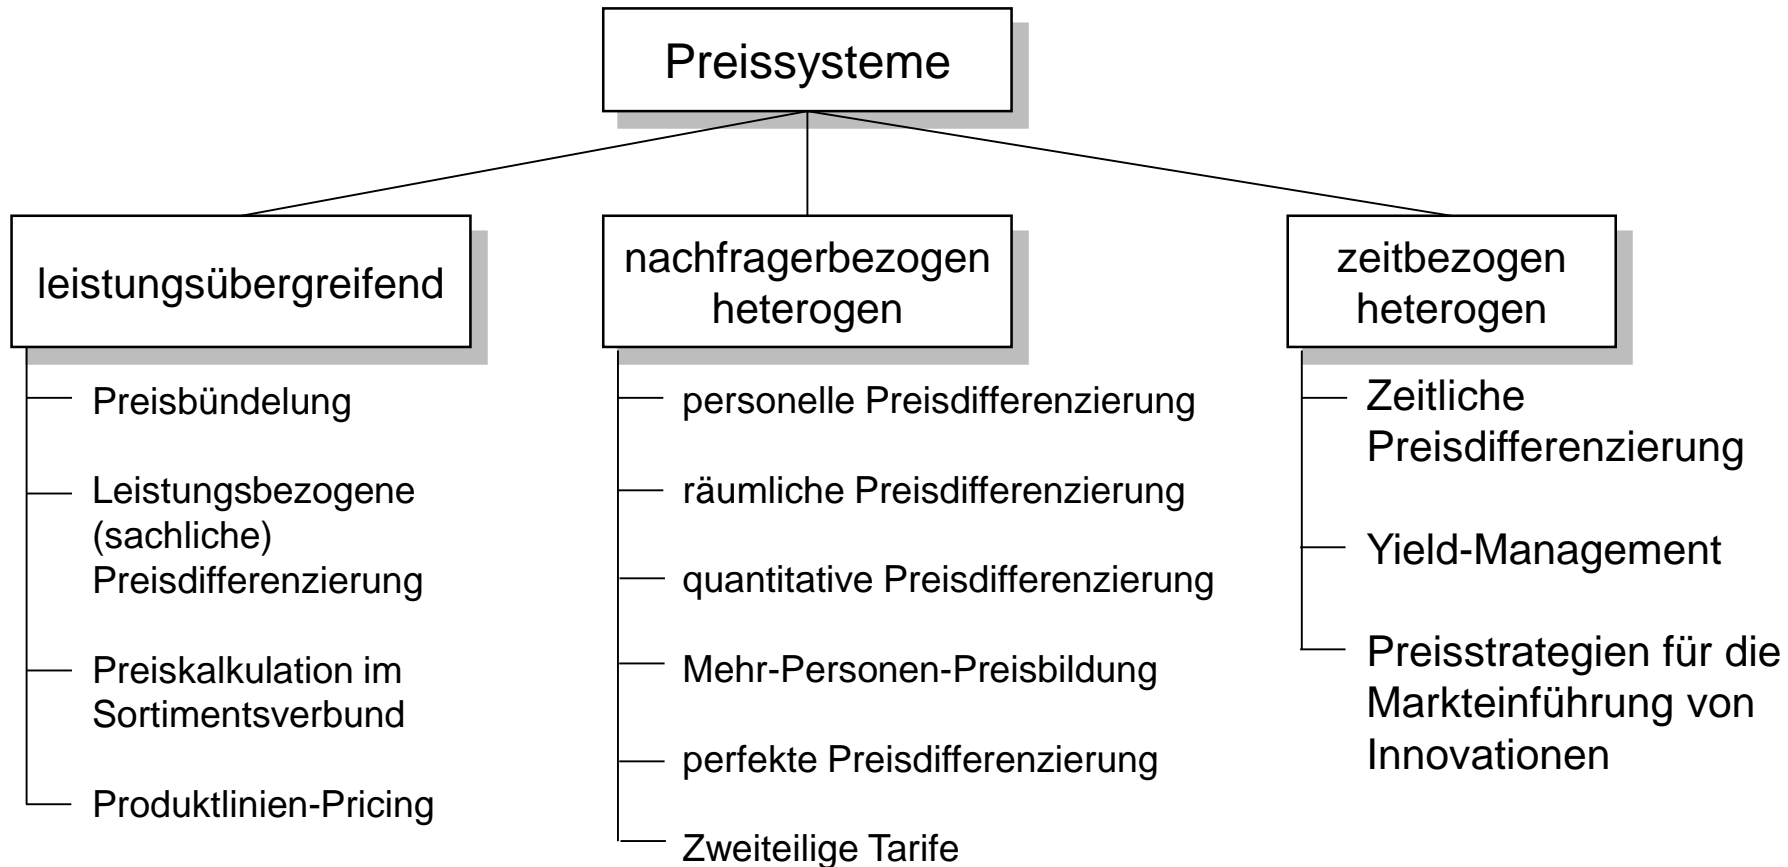 Preissysteme
leistungsübergreifend
Preisbündelung
Leistungsbezogene
(sachliche)
Preisdifferenzierung
Preiskalkulation im
Sortimentsverbund
Produktlinien-Pricing
nachfragerbezogen
heterogen
personelle Preisdifferenzierung
räumliche Preisdifferenzierung
quantitative Preisdifferenzierung
Mehr-Personen-Preisbildung
perfekte Preisdifferenzierung
Zweiteilige Tarife
zeitbezogen
heterogen
Zeitliche
Preisdifferenzierung
Yield-Management
Preisstrategien für die
Markteinführung von
Innovationen